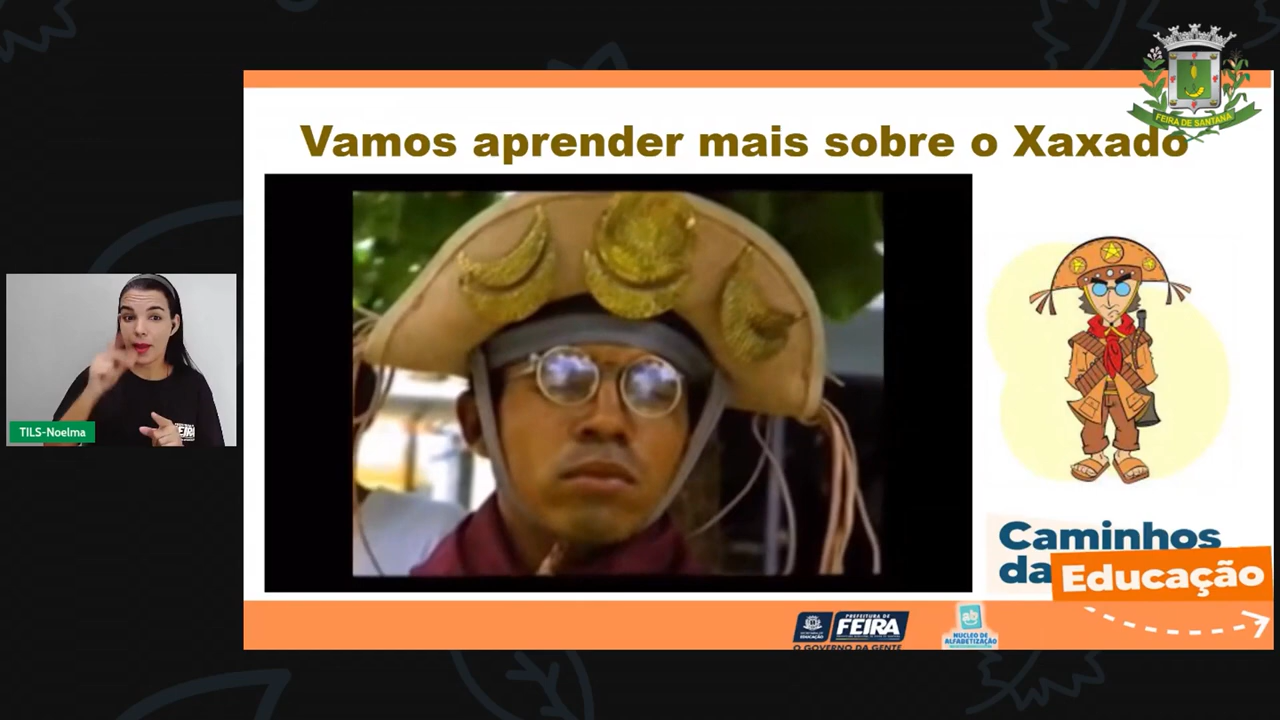 FEIRA DE SANTANA
Vamos aprender mais sobre o Xaxado
TILS-Noelma
Caminhos
da Educação
PREFEITURA DE
FEIRA
O GOVERNO DA GENTE
NÚCLEO DE
ALFABETIZAÇÃO